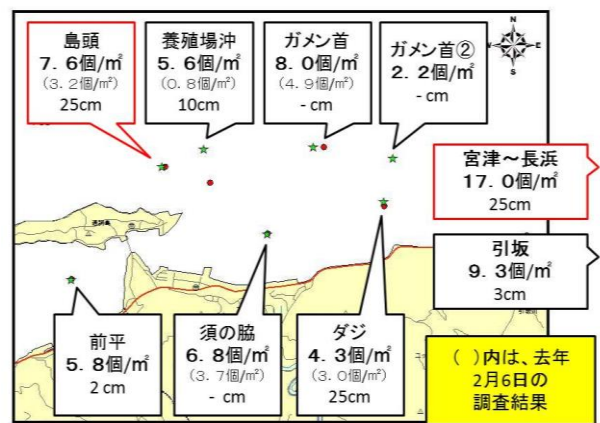 島頭
7.6個/㎡
(3.2個/㎡)
25cm
養殖場沖
5.6個/㎡
(0.8個/㎡)
10cm
ガメン首
8.0個/㎡
(4.9個/㎡)
- cm
ガメン首②
2.2個/㎡
- cm
N
W
E
S
宮津～長浜
17.0個/㎡
25cm
引坂
9.3個/㎡
3cm
前平
5.8個/㎡
2cm
須の脇
6.8個/㎡
(3.7個/㎡)
- cm
ダジ
4.3個/㎡
(3.0個/㎡)
25cm
( )内は、去年
2月6日の
調査結果